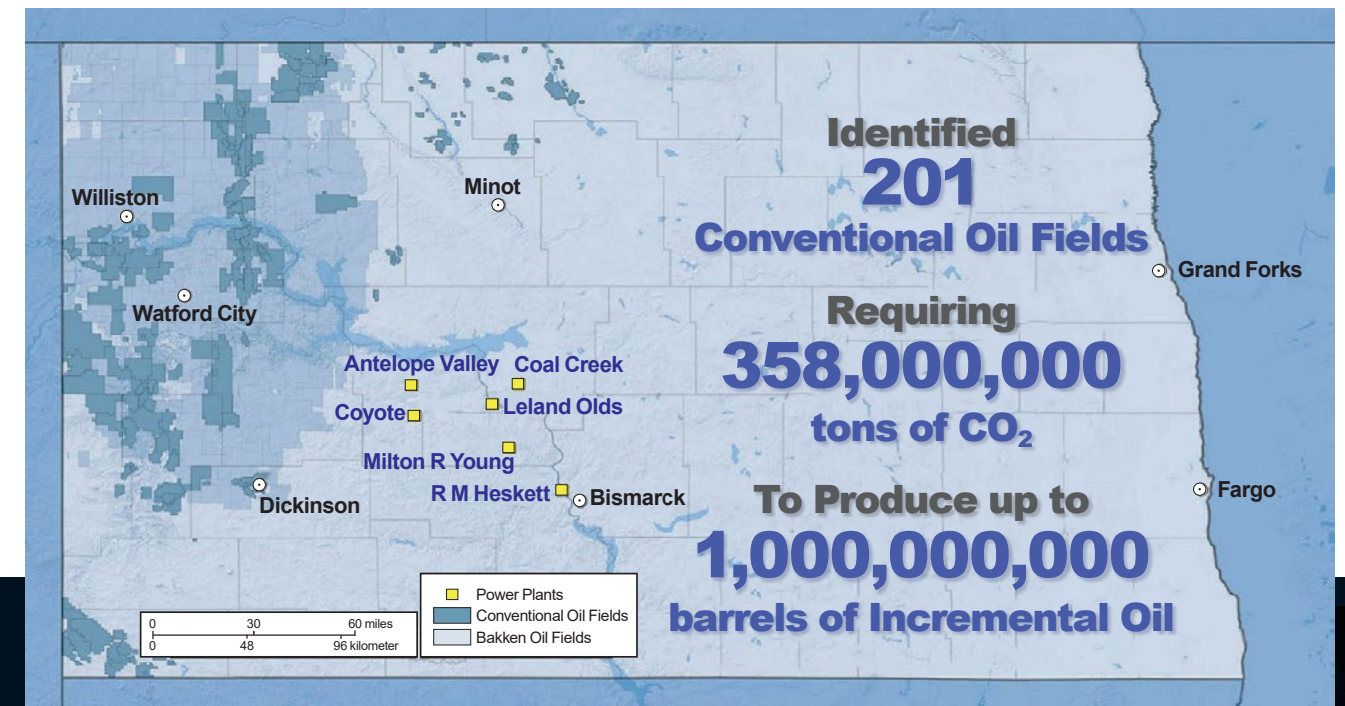 Identified
201
Conventional Oil Fields
Requiring
358,000,000
tons of CO₂
To Produce up to
1,000,000,000
barrels of Incremental Oil
Williston
Minot
Watford City
Grand Forks
Antelope Valley
Coal Creek
Coyote
Leland Olds
Milton R Young
R M Heskett
Bismarck
Dickinson
Fargo
Power Plants
Conventional Oil Fields
Bakken Oil Fields
0 30 60 miles
0 48 96 kilometer